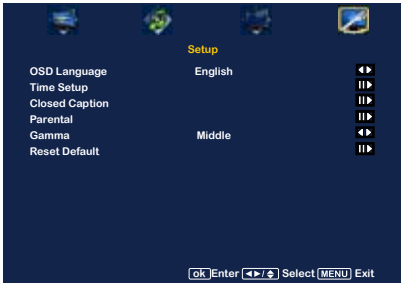 Setup
OSD Language English
Time Setup
Closed Caption
Parental
Gamma Middle
Reset Default
ok Enter ◄►/ Select MENU Exit